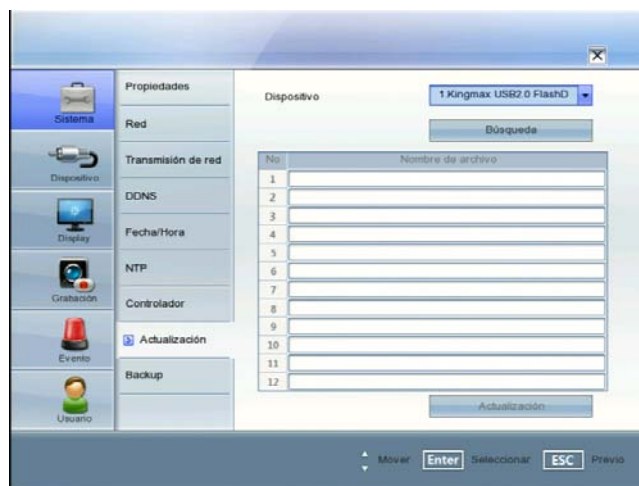 Sistema
Dispositivo
Display
Grabación
Evento
Usuario
Propiedades
Red
Transmisión de red
DDNS
Fecha/Hora
NTP
Controlador
Actualización
Backup
Dispositivo
1.Kingmax USB2.0 FlashD
Búsqueda
No Nombre de archivo
1
2
3
4
5
6
7
8
9
10
11
12
Actualización
Mover Enter Seleccionar ESC Previo